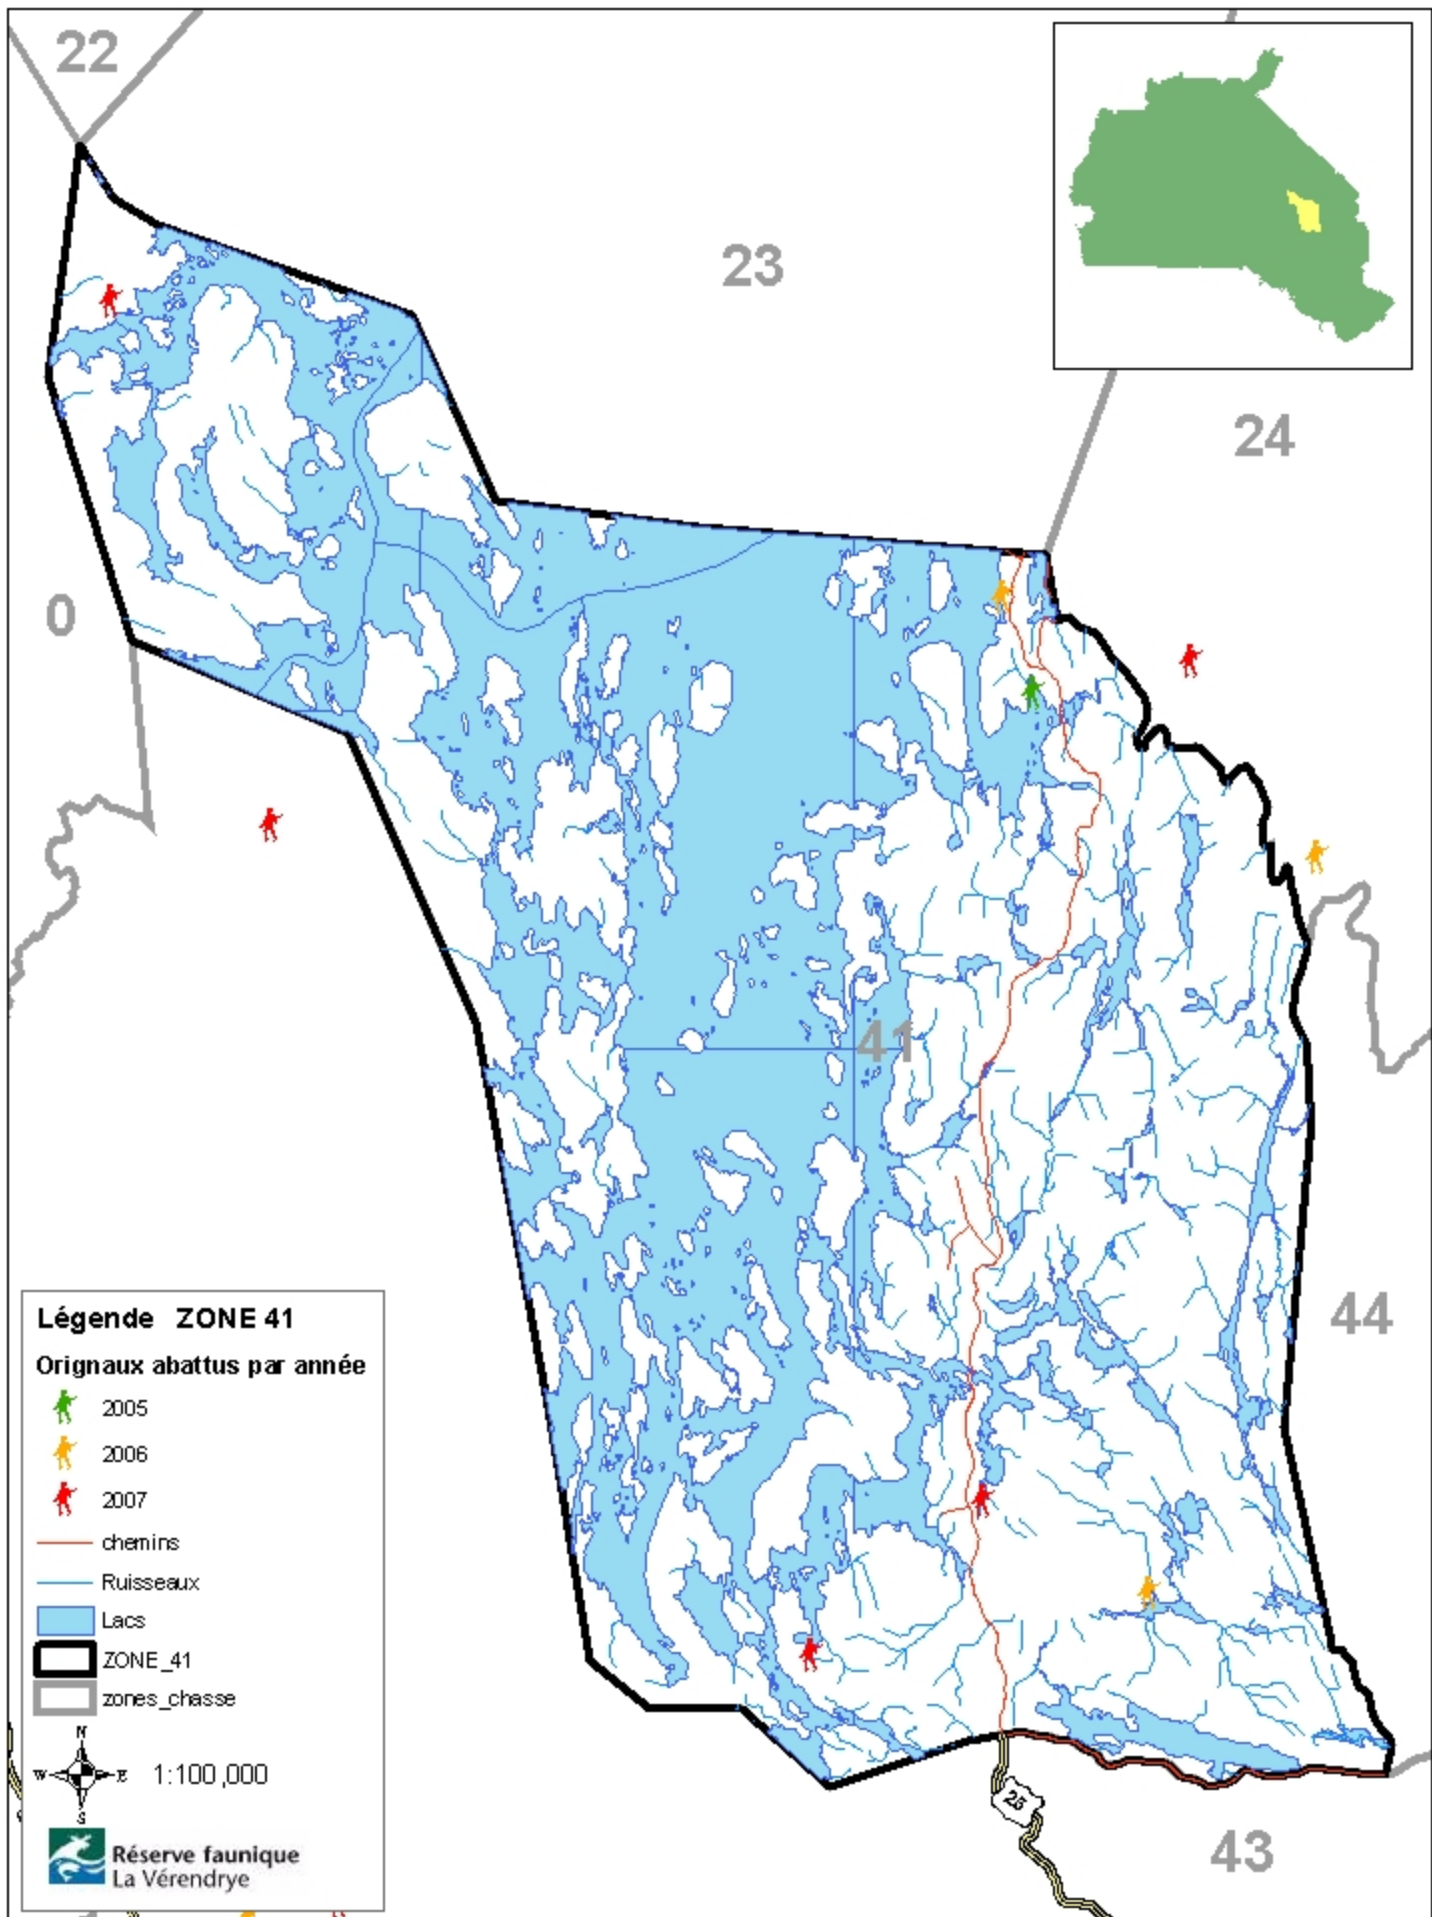 22
23
24
0
41
44
Légende ZONE 41
Orignaux abattus par année
2005
2006
2007
chemins
Ruisseaux
Lacs
ZONE_41
zones_chasse
N
W E
S
1:100,000
Réserve faunique
La Vérendrye
25
43